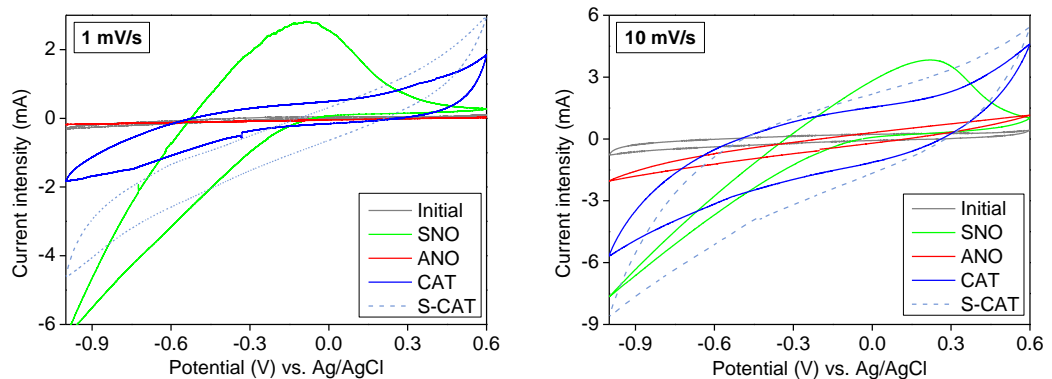 1 mV/s
Current intensity (mA)
2
0
-2
-4
-6
Initial
SNO
ANO
CAT
S-CAT
-0.9 -0.6 -0.3 0.0 0.3 0.6
Potential (V) vs. Ag/AgCl
10 mV/s
Current intensity (mA)
6
3
0
-3
-6
-9
Initial
SNO
ANO
CAT
S-CAT
-0.9 -0.6 -0.3 0.0 0.3 0.6
Potential (V) vs. Ag/AgCl